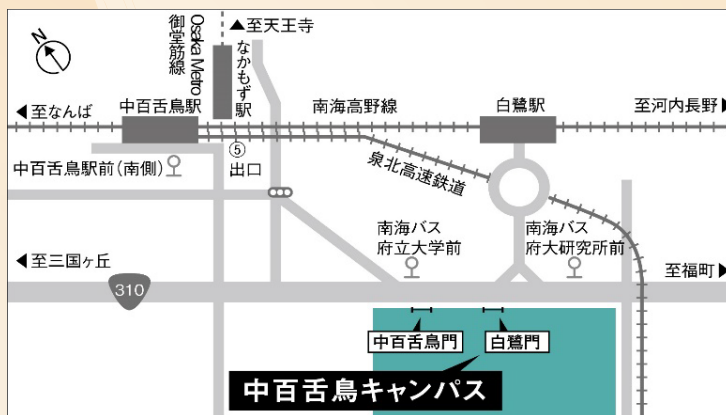 N
Osaka Metro
御堂筋線
▲至天王寺
なかもず駅
◀至なんば
中百舌鳥駅
南海高野線
白鷺駅
至河内長野▶
中百舌鳥駅前(南側)
⑤
出口
泉北高速鉄道
南海バス
府立大学前
南海バス
府大研究所前
◀至三国ヶ丘
至福町▶
310
中百舌鳥門
白鷺門
中百舌鳥キャンパス